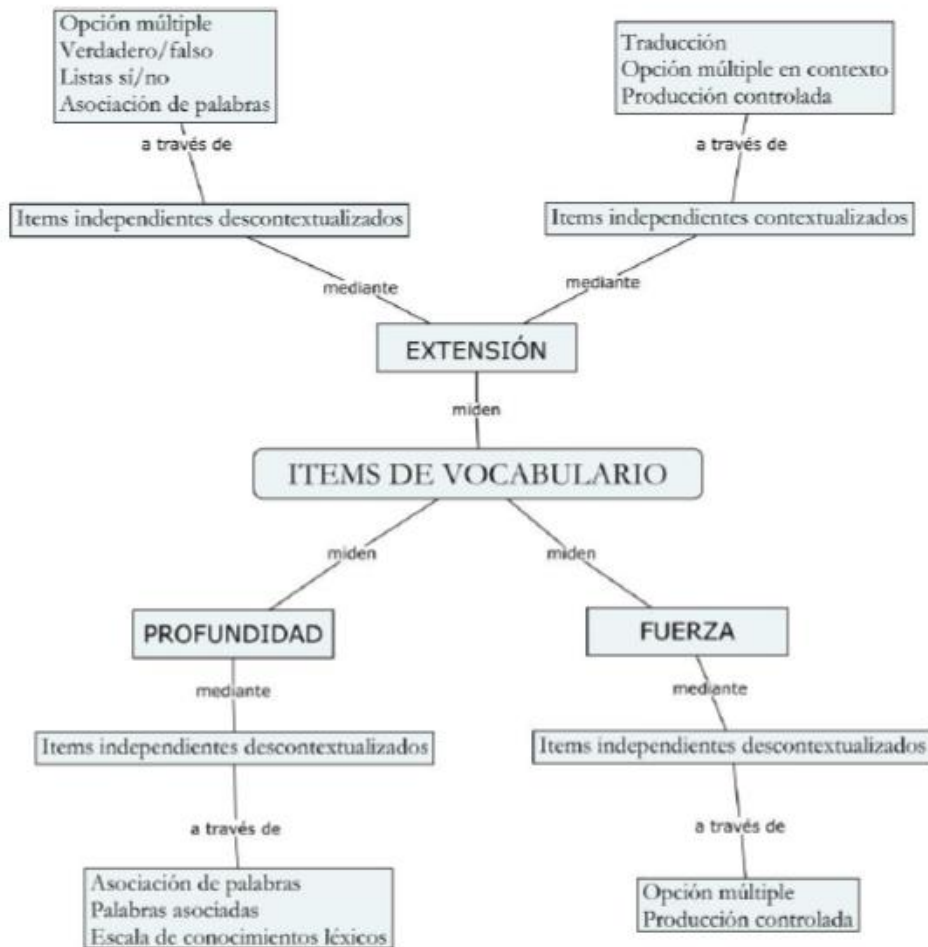 Opción múltiple
Verdadero/falso
Listas sí/no
Asociación de palabras
Traducción
Opción múltiple en contexto
Producción controlada
a través de
a través de
Items independientes descontextualizados
Items independientes contextualizados
mediante
mediante
EXTENSIÓN
miden
ITEMS DE VOCABULARIO
miden
miden
PROFUNDIDAD
FUERZA
mediante
mediante
Items independientes descontextualizados
Items independientes descontextualizados
a través de
a través de
Asociación de palabras
Palabras asociadas
Escala de conocimientos léxicos
Opción múltiple
Producción controlada